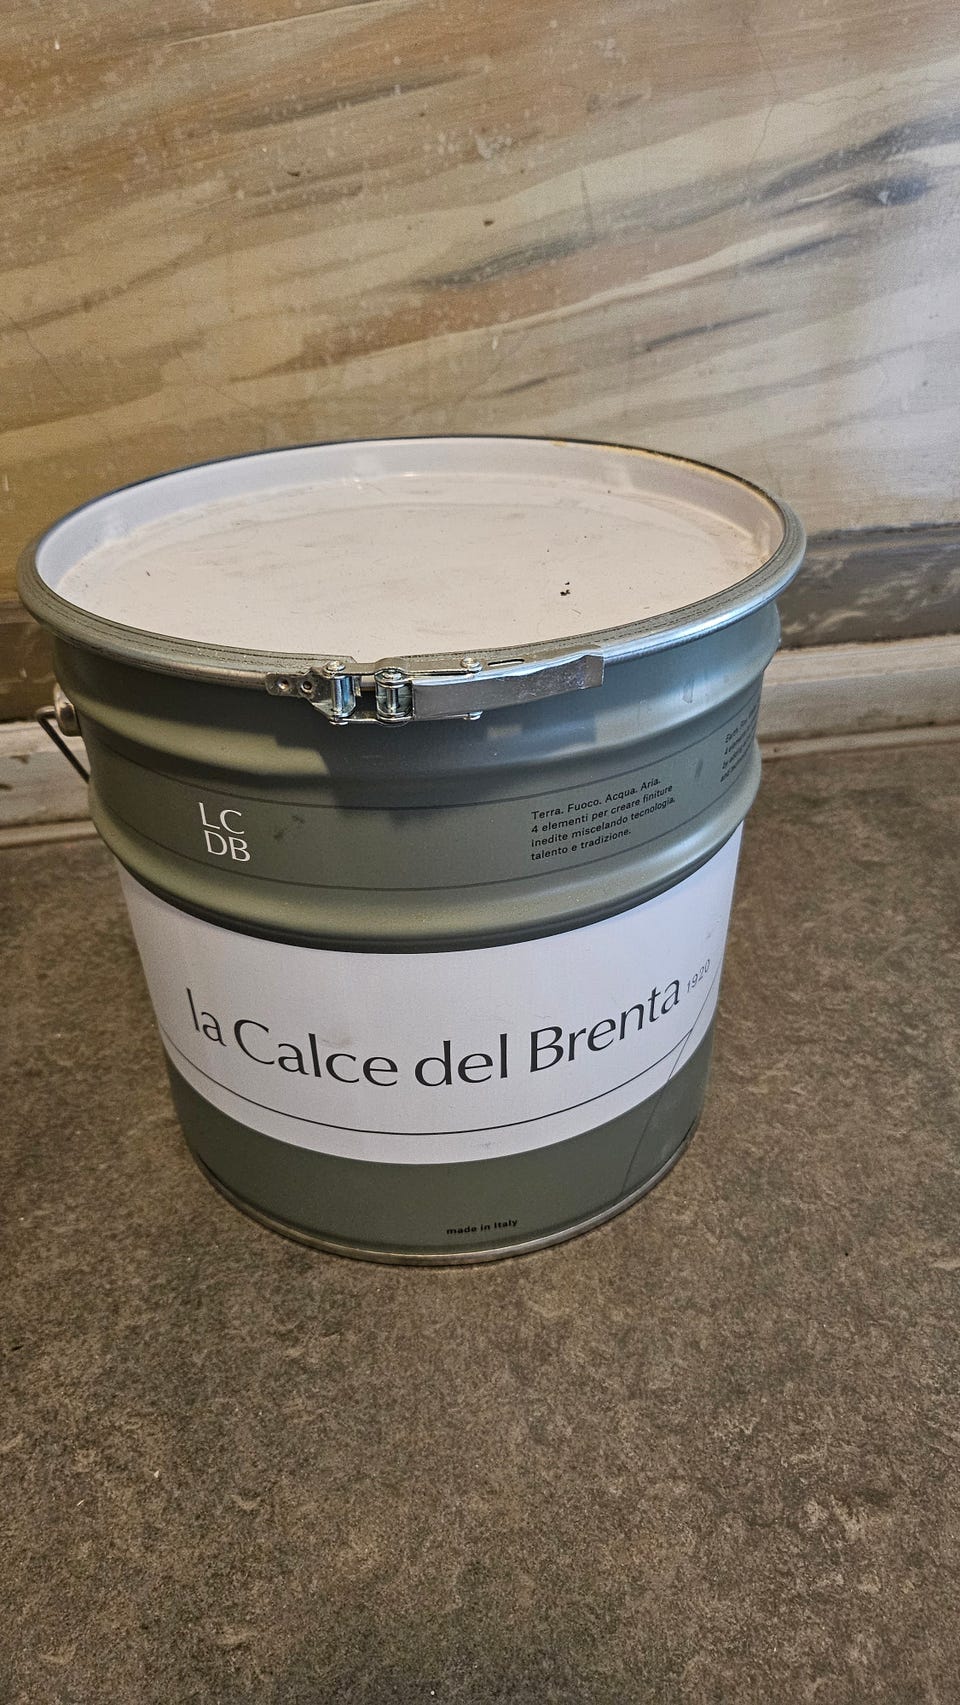 LC
DB
Terra. Fuoco. Acqua. Aria.
4 elementi per creare finiture
inedite miscelando tecnologia,
talento e tradizione.
la Calce del Brenta 1920
made in Italy